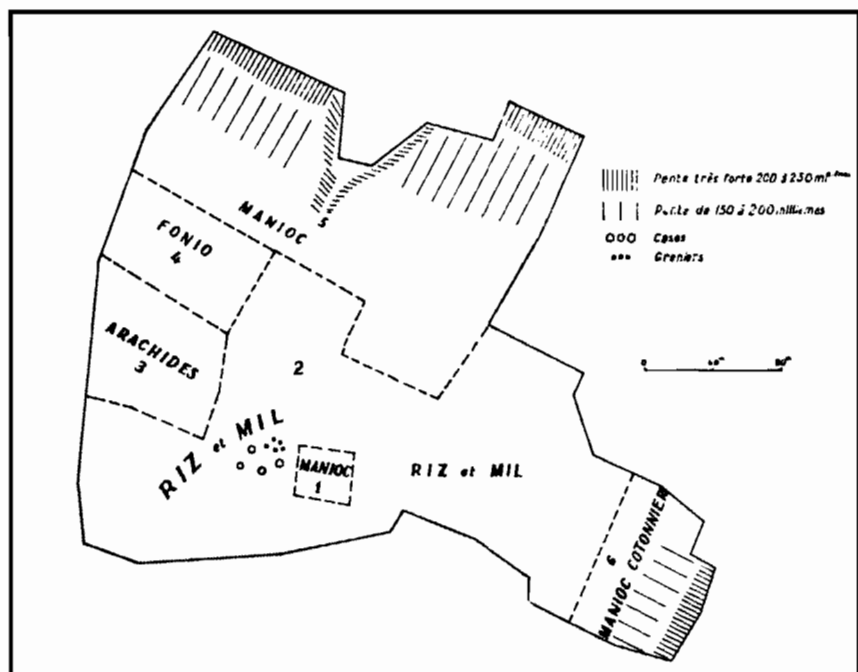 MANIOC
5
FONIO
4
ARACHIDES
3
2
RIZ et MIL
MANIOC
1
RIZ et MIL
6
MANIOC COTONNIER
Pente très forte 200 à 250
Pente de 150 à 200 millièmes
Cases
Greniers
0